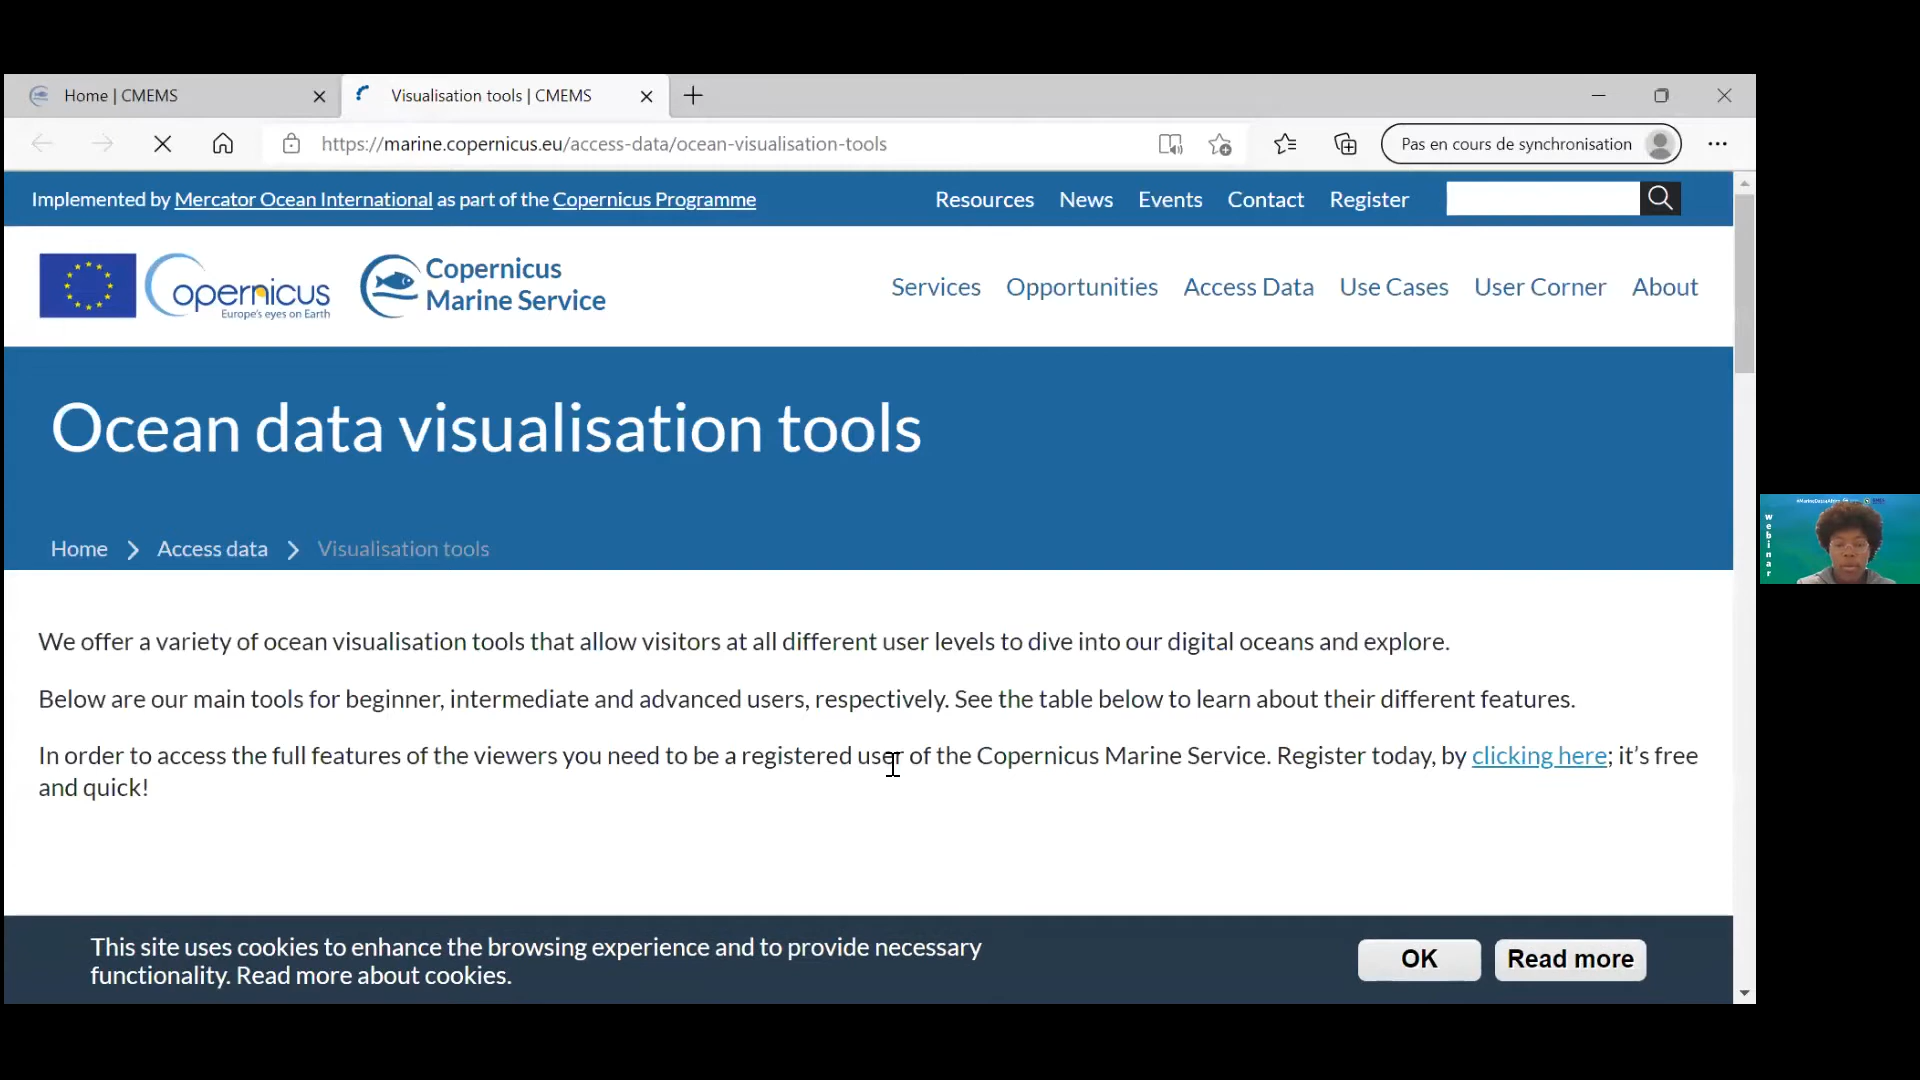 Home | CMEMS
Visualisation tools | CMEMS
https://marine.copernicus.eu/access-data/ocean-visualisation-tools
Pas en cours de synchronisation
Implemented by Mercator Ocean International as part of the Copernicus Programme
Resources News Events Contact Register
opernicus
Europe's eyes on Earth
Copernicus
Marine Service
Services Opportunities Access Data Use Cases User Corner About
Ocean data visualisation tools
Home > Access data > Visualisation tools
webinar
We offer a variety of ocean visualisation tools that allow visitors at all different user levels to dive into our digital oceans and explore.
Below are our main tools for beginner, intermediate and advanced users, respectively. See the table below to learn about their different features.
In order to access the full features of the viewers you need to be a registered user of the Copernicus Marine Service. Register today, by clicking here; it's free
and quick!
This site uses cookies to enhance the browsing experience and to provide necessary
functionality. Read more about cookies.
OK
Read more